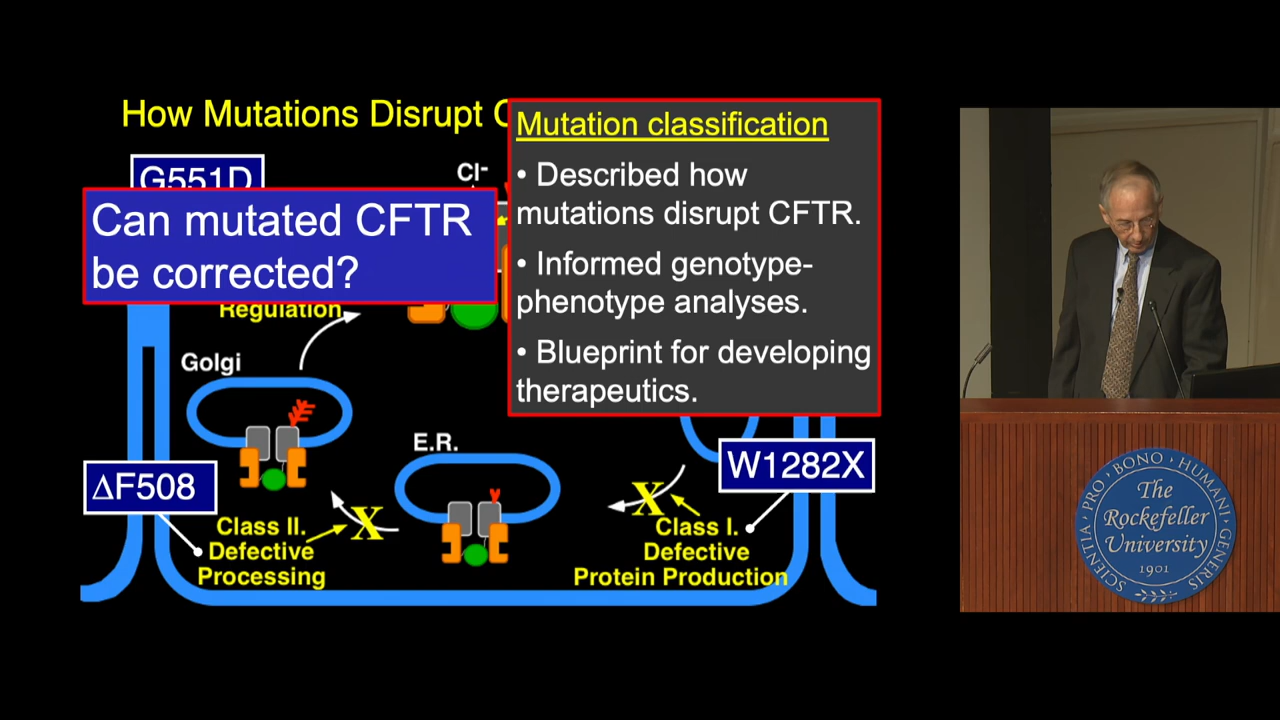 How Mutations Disrupt C
Mutation classification
• Described how
mutations disrupt CFTR.
• Informed genotype-
phenotype analyses.
• Blueprint for developing
therapeutics.
G551D
Cl-
Can mutated CFTR
be corrected?
Regulation
Golgi
E.R.
ΔF508
W1282X
Class II.
Defective
Processing
Class I.
Defective
Protein Production
SCIENTIA · PRO · BONO · HUMANI · GENERIS
The
Rockefeller
University
1901